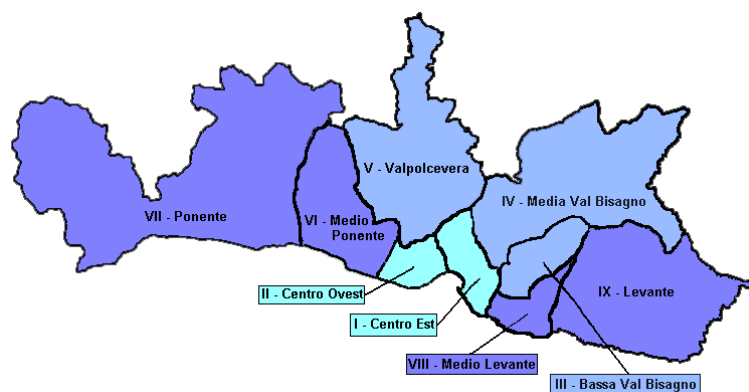 V - Valpolcevera
IV - Media Val Bisagno
VII - Ponente
VI - Medio
Ponente
II - Centro Ovest
IX - Levante
I - Centro Est
VIII - Medio Levante
III - Bassa Val Bisagno